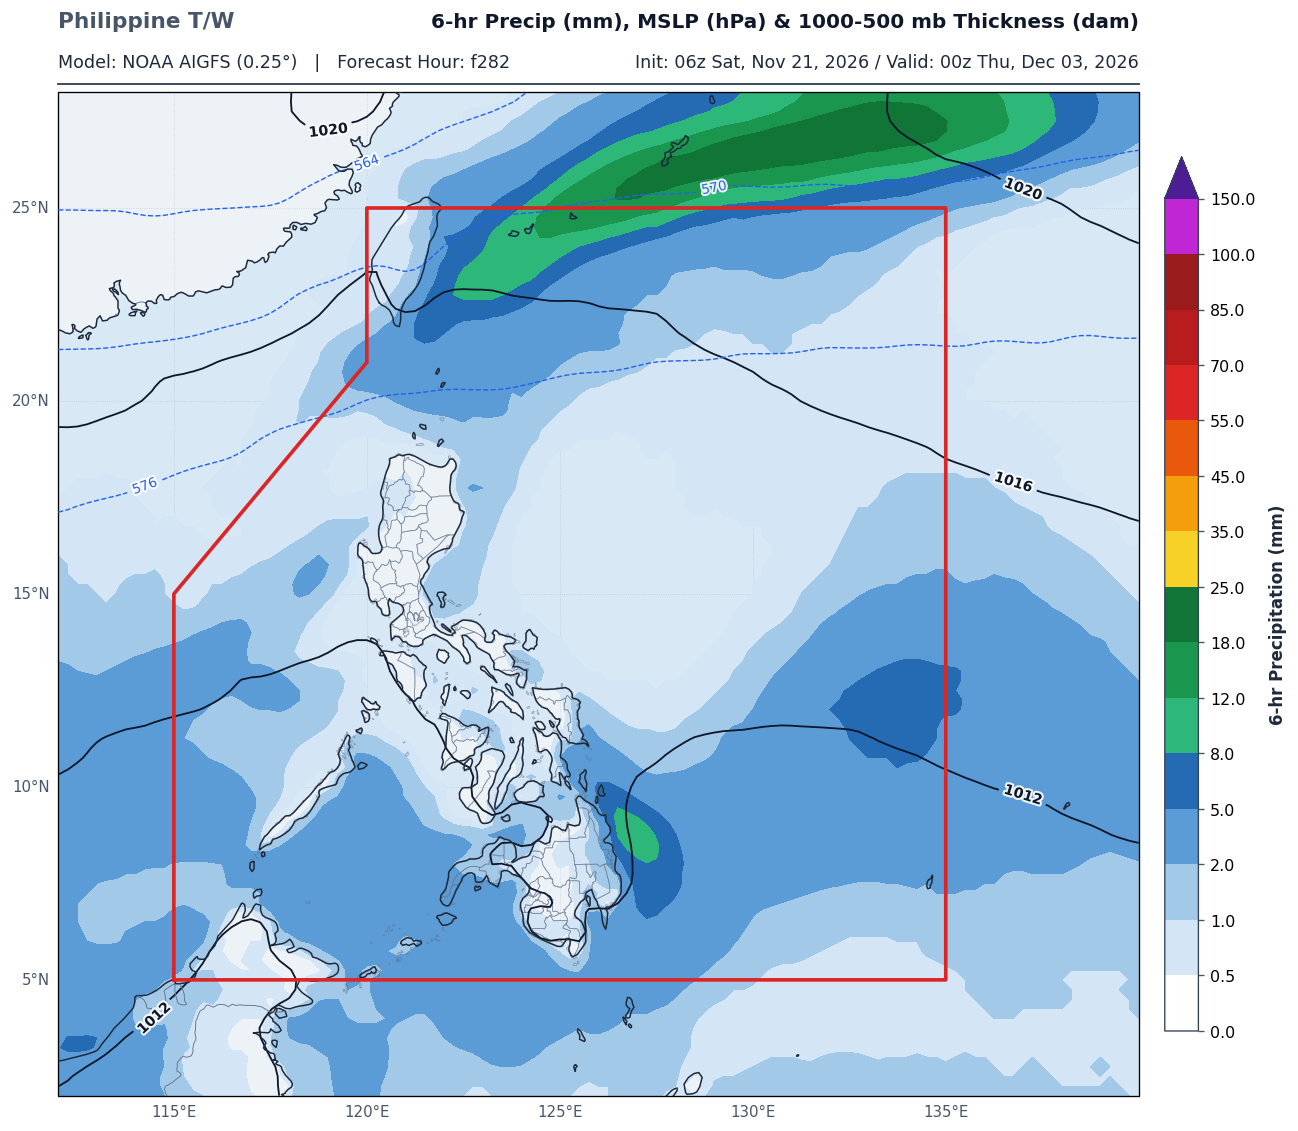 Philippine T/W
6-hr Precip (mm), MSLP (hPa) & 1000-500 mb Thickness (dam)
Model: NOAA AIGFS (0.25°) | Forecast Hour: f282
Init: 06z Sat, Nov 21, 2026 / Valid: 00z Thu, Dec 03, 2026
1020
564
570
1020
576
1016
1012
1012
25°N
20°N
15°N
10°N
5°N
115°E
120°E
125°E
130°E
135°E
150.0
100.0
85.0
70.0
55.0
45.0
35.0
25.0
18.0
12.0
8.0
5.0
2.0
1.0
0.5
0.0
6-hr Precipitation (mm)